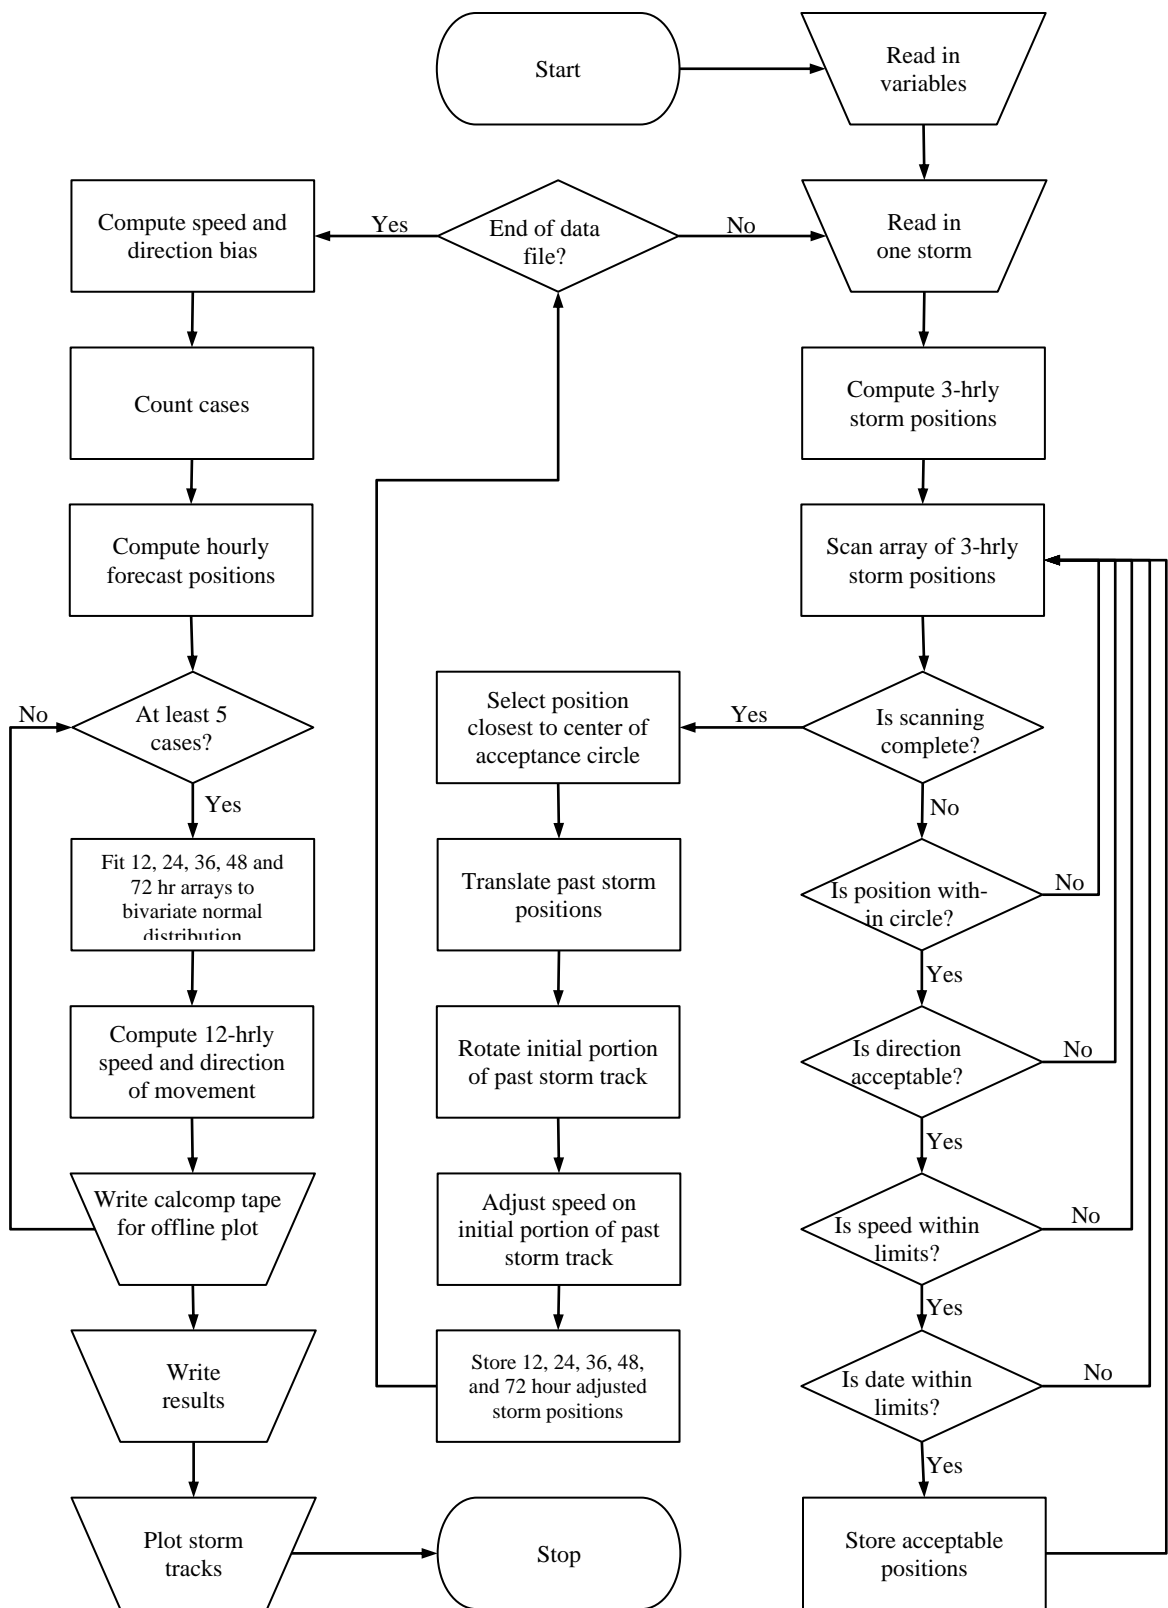 Start
Read in
variables
Read in
one storm
End of data
file?
Yes
No
Compute speed and
direction bias
Count cases
Compute hourly
forecast positions
At least 5
cases?
No
Yes
Fit 12, 24, 36, 48 and
72 hr arrays to
bivariate normal
distribution
Compute 12-hrly
speed and direction
of movement
Write calcomp tape
for offline plot
Write
results
Plot storm
tracks
Stop
Compute 3-hrly
storm positions
Scan array of 3-hrly
storm positions
Is scanning
complete?
Yes
No
Select position
closest to center of
acceptance circle
Translate past storm
positions
Rotate initial portion
of past storm track
Adjust speed on
initial portion of past
storm track
Store 12, 24, 36, 48,
and 72 hour adjusted
storm positions
Is position with-
in circle?
No
Yes
Is direction
acceptable?
No
Yes
Is speed within
limits?
No
Yes
Is date within
limits?
No
Yes
Store acceptable
positions